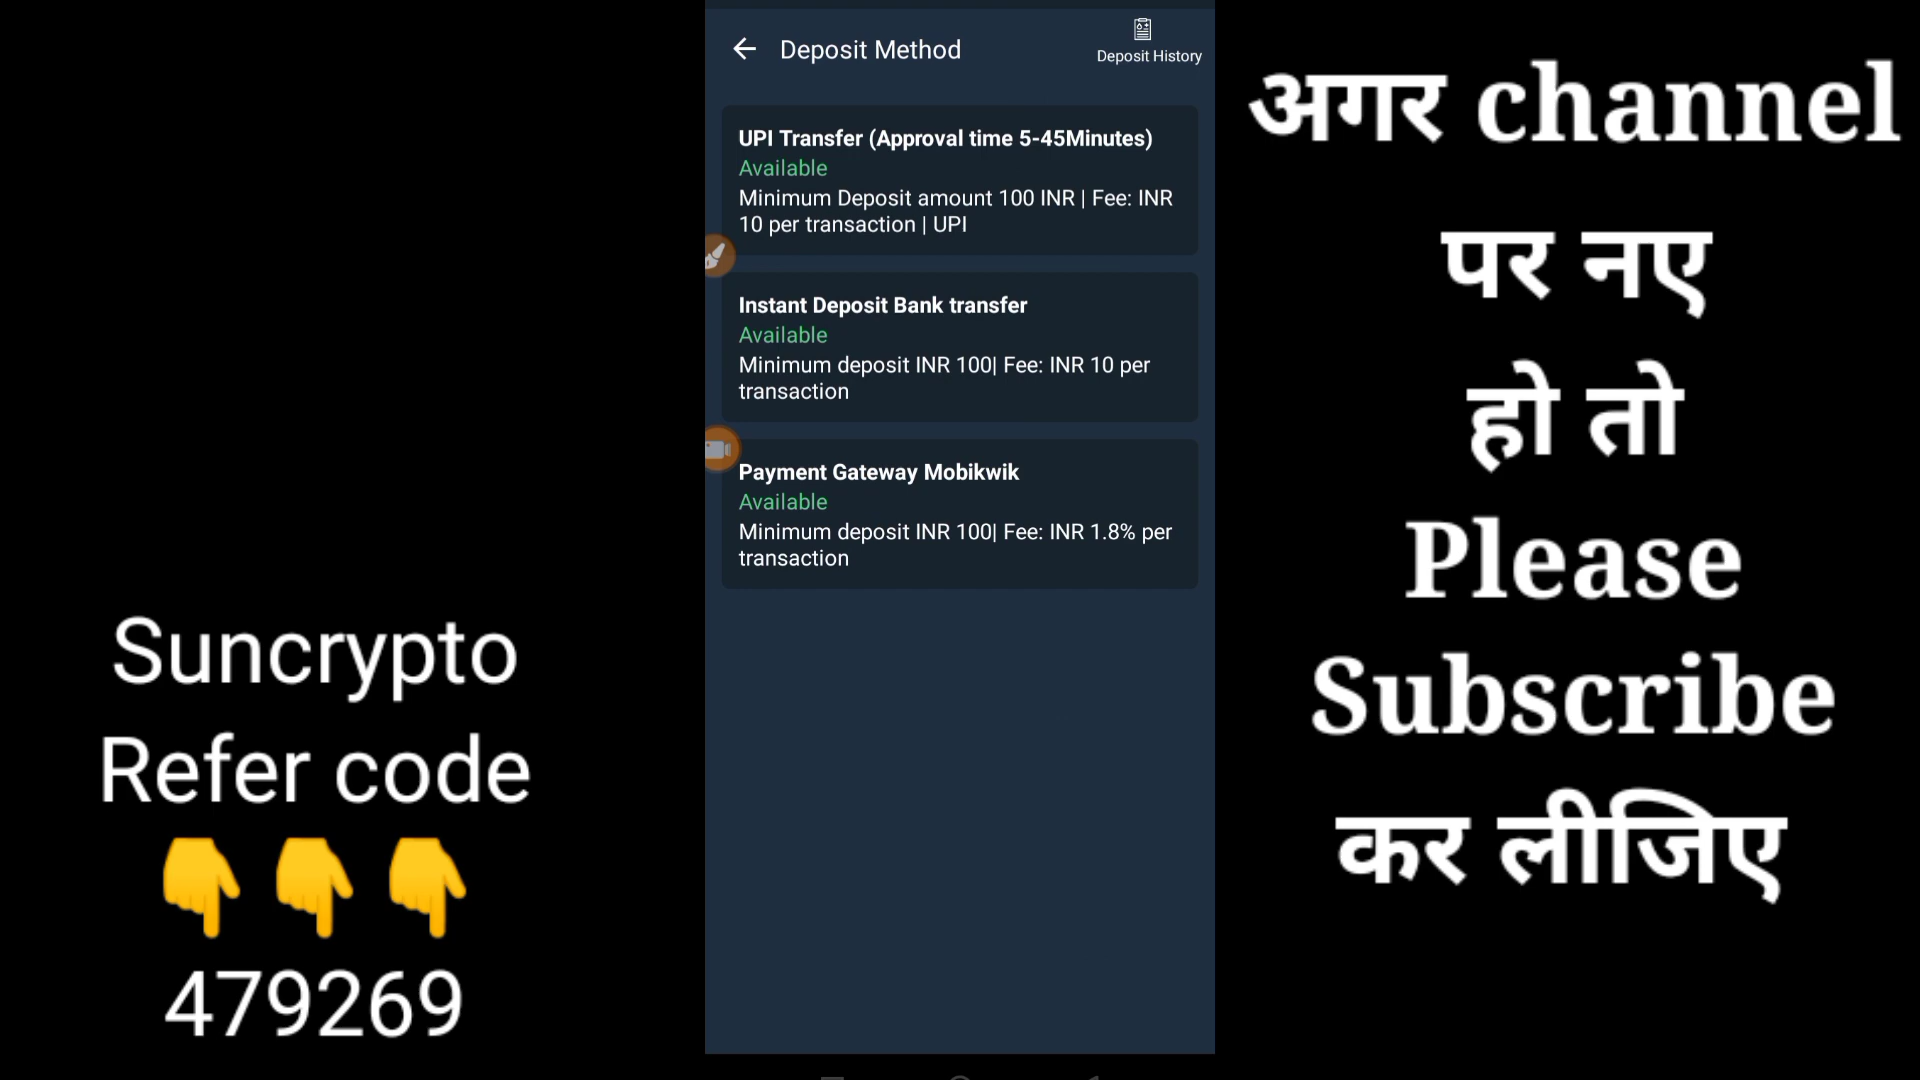 Deposit Method
Deposit History
UPI Transfer (Approval time 5-45Minutes)
Available
Minimum Deposit amount 100 INR | Fee: INR
10 per transaction | UPI
Instant Deposit Bank transfer
Available
Minimum deposit INR 100| Fee: INR 10 per
transaction
Payment Gateway Mobikwik
Available
Minimum deposit INR 100| Fee: INR 1.8% per
transaction
Suncrypto
Refer code
👇👇👇
479269
अगर channel
पर नए
हो तो
Please
Subscribe
कर लीजिए